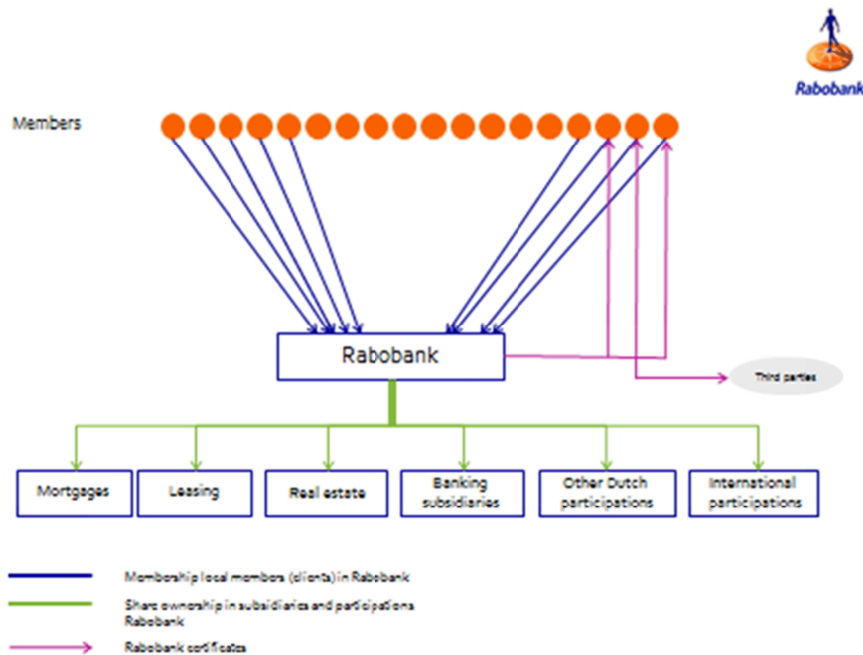 Rabobank
Members
Rabobank
Third parties
Mortgages
Leasing
Real estate
Banking
subsidiaries
Other Dutch
participations
International
participations
Membership local members (clients) in Rabobank
Share ownership in subsidiaries and participations
Rabobank
Rabobank certificates